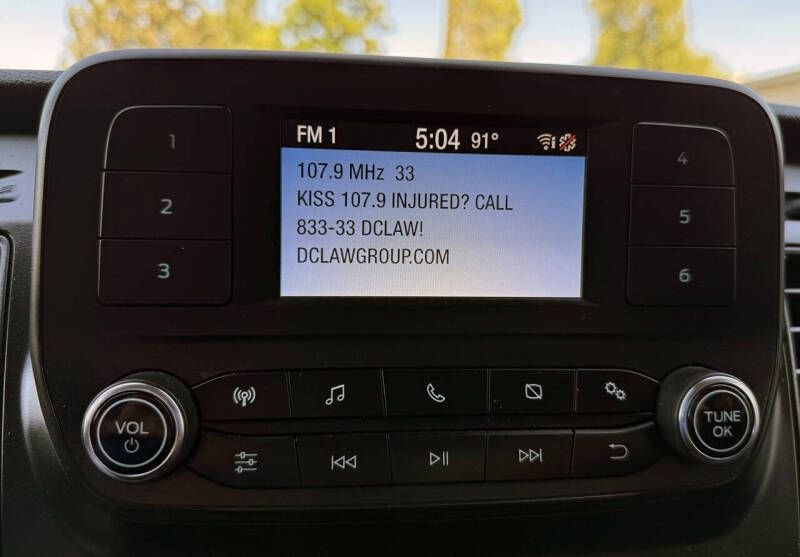 FM 1 5:04 91°
107.9 MHz 33
KISS 107.9 INJURED? CALL
833-33 DCLAW!
DCLAWGROUP.COM
1
2
3
4
5
6
VOL
TUNE
OK